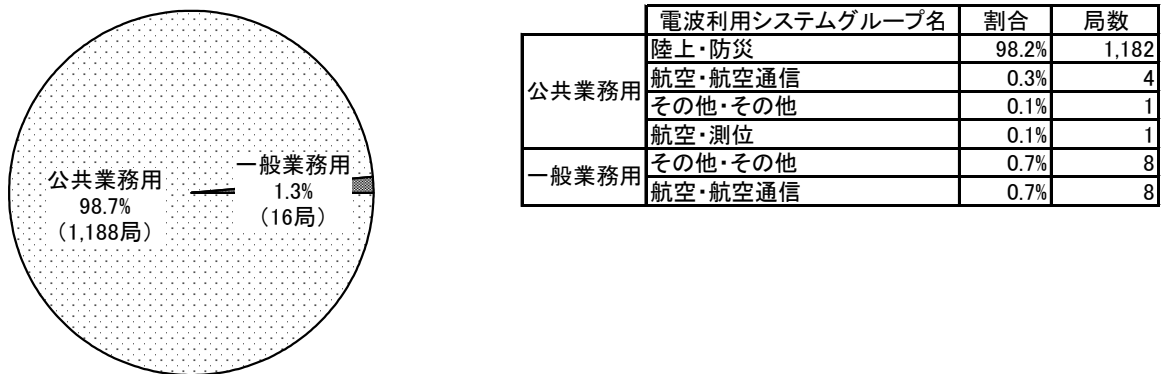 公共業務用
98.7%
（1,188局）
一般業務用
1.3%
（16局）
電波利用システムグループ名 割合 局数
公共業務用 陸上・防災 98.2% 1,182
航空・航空通信 0.3% 4
その他・その他 0.1% 1
航空・測位 0.1% 1
一般業務用 その他・その他 0.7% 8
航空・航空通信 0.7% 8